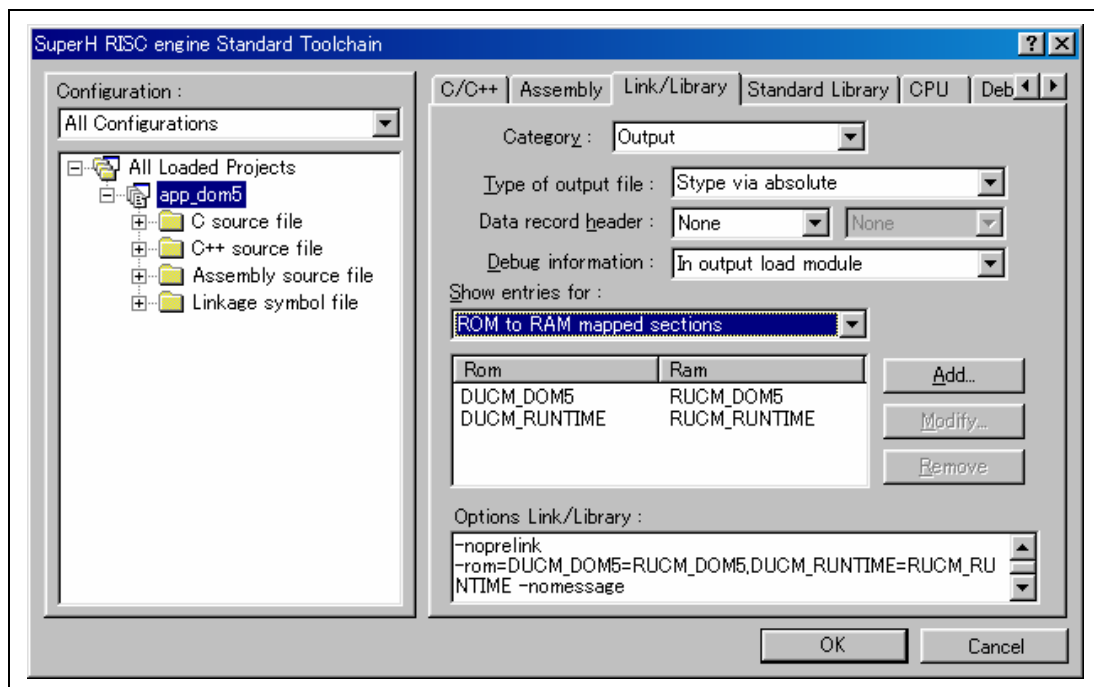 SuperH RISC engine Standard Toolchain
Configuration :
All Configurations
All Loaded Projects
app_dom5
C source file
C++ source file
Assembly source file
Linkage symbol file
C/C++ Assembly Link/Library Standard Library CPU Deb
Category : Output
Type of output file : Stype via absolute
Data record header : None None
Debug information : In output load module
Show entries for :
ROM to RAM mapped sections
Rom Ram
DUCM_DOM5 RUCM_DOM5
DUCM_RUNTIME RUCM_RUNTIME
Add...
Modify...
Remove
Options Link/Library :
-noprelink
-rom=DUCM_DOM5=RUCM_DOM5,DUCM_RUNTIME=RUCM_RU
NTIME -nomessage
OK Cancel